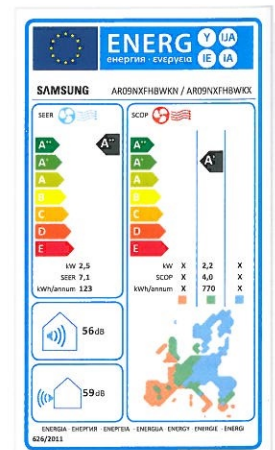 ENERG Y UA
енергия · ενεργεια IE IA
SAMSUNG AR09NXFHBWKN / AR09NXFHBWKX
SEER SCOP
A++ A++
A+ A+
A A
B B
C C
D D
E E
A++
A+
kW 2,5
SEER 7,1
kWh/annum 123
kW X 2,2 X
SCOP X 4,0 X
kWh/annum X 770 X
56dB
59dB
ENERGIA · ЕНЕРГИЯ · ΕΝΕΡΓΕΙΑ · ENERGIJA · ENERGY · ENERGIE · ENERGI
626/2011